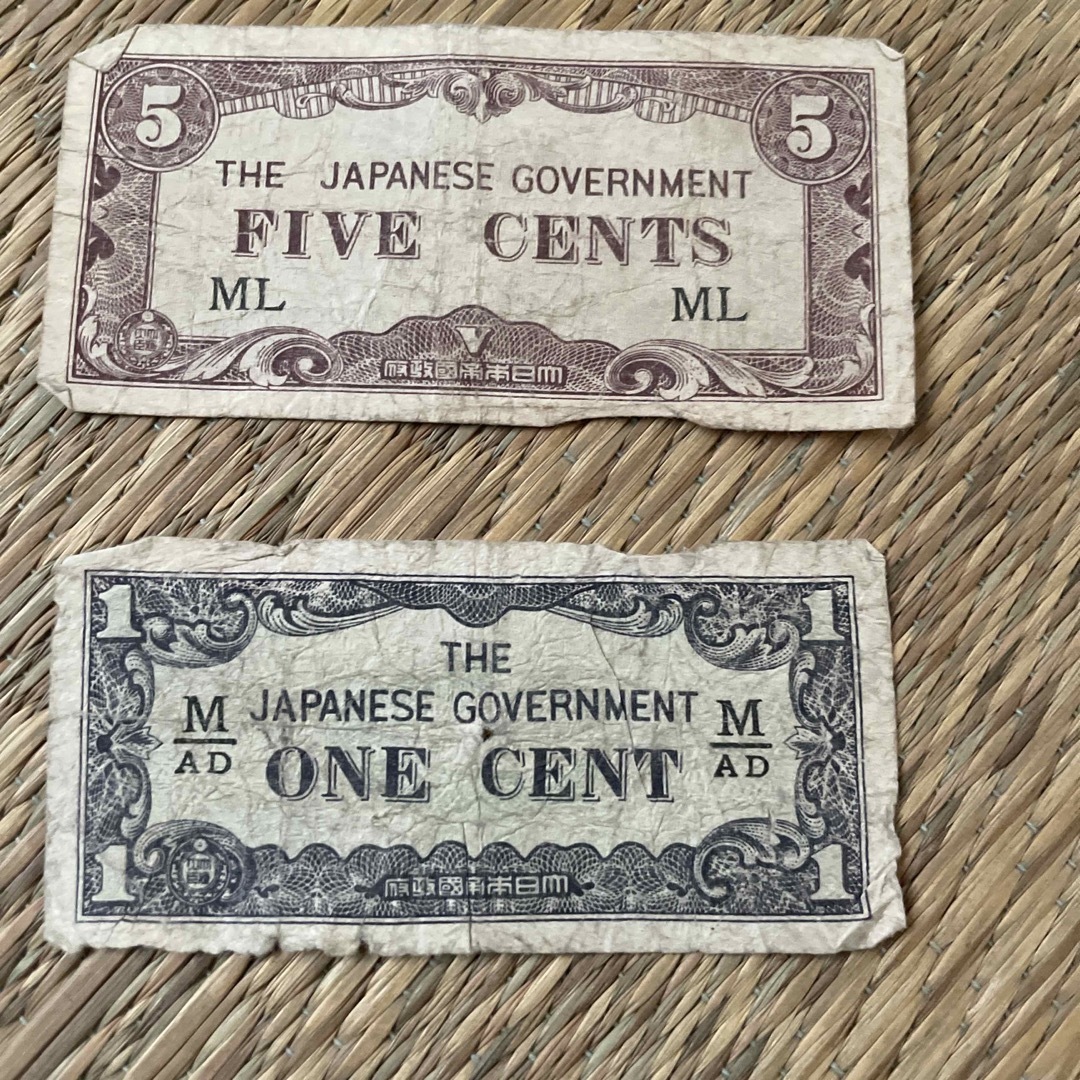 5 5
THE JAPANESE GOVERNMENT
FIVE CENTS
ML ML
府政國帝本日大
1 1
THE
JAPANESE GOVERNMENT
M M
AD AD
ONE CENT
1 1
府政國帝本日大